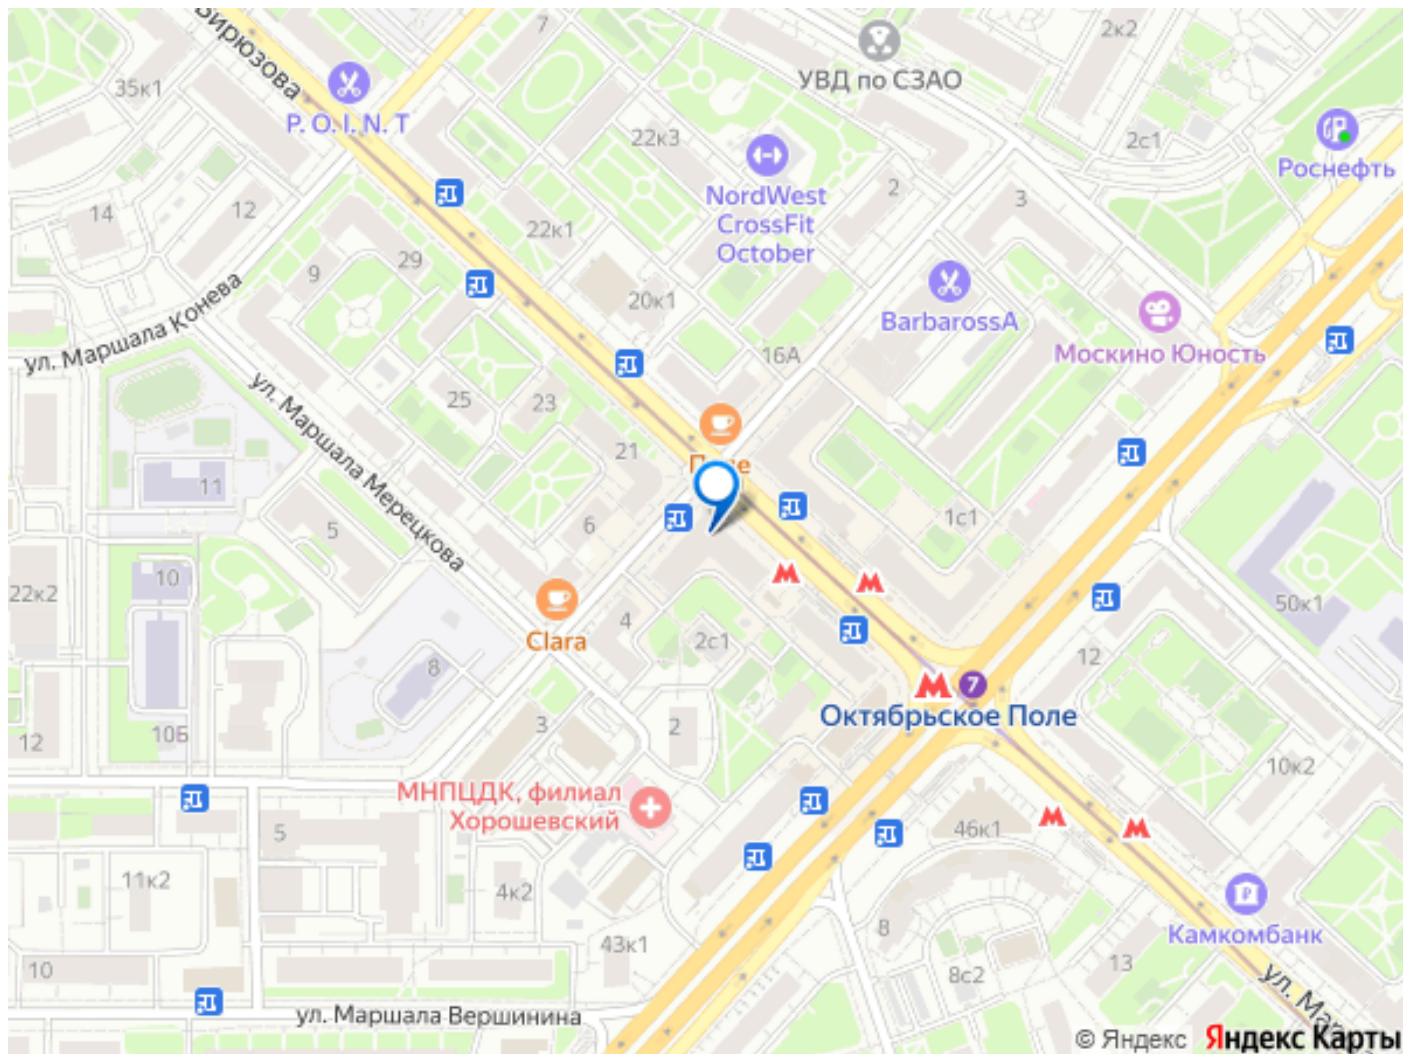 Бирюзова
7
2к2
УВД по СЗАО
35к1
P. O. I. N. T
22к3
2с1
Роснефть
NordWest
CrossFit
October
2
3
14
12
22к1
29
9
20к1
BarbarossA
Москино Юность
ул. Маршала Конева
16А
ул. Маршала Мерецкова
25
23
21
11
5
6
1с1
10
22к2
50к1
Clara
4
2с1
12
8
7
Октябрьское Поле
10Б
12
3
2
10к2
МНПЦДК, филиал
Хорошевский
5
46к1
11к2
4к2
Камкомбанк
43к1
8
8с2
13
10
ул. Маршала Вершинина
© Яндекс
Яндекс Карты